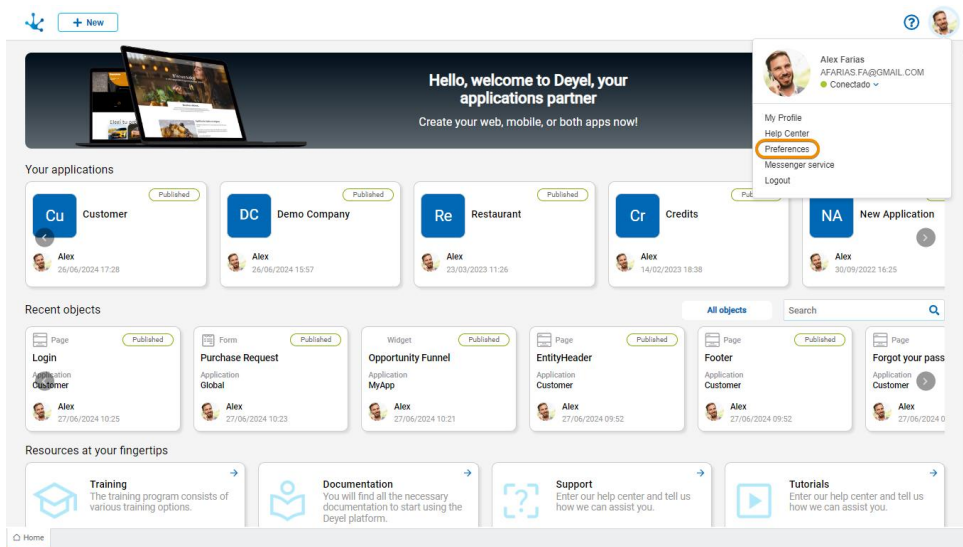 + New
Hello, welcome to Deyel, your
applications partner
Create your web, mobile, or both apps now!
Alex Farias
AFARIAS.FA@GMAIL.COM
Conectado
My Profile
Help Center
Preferences
Messenger service
Logout
Your applications
Published
Cu
Customer
Alex
26/06/2024 17:28
Published
DC
Demo Company
Alex
26/06/2024 15:57
Published
Re
Restaurant
Alex
23/03/2023 11:26
Cr
Credits
Alex
14/02/2023 18:38
NA
New Application
Alex
30/09/2022 16:25
Recent objects
All objects
Search
Page
Published
Login
Application
Customer
Alex
27/06/2024 10:25
Form
Published
Purchase Request
Application
Global
Alex
27/06/2024 10:23
Widget
Published
Opportunity Funnel
Application
MyApp
Alex
27/06/2024 10:21
Page
Published
EntityHeader
Application
Customer
Alex
27/06/2024 09:52
Page
Published
Footer
Application
Customer
Alex
27/06/2024 09:52
Page
Forgot your pass
Application
Customer
Alex
27/06/2024 0
Resources at your fingertips
Training
The training program consists of
various training options.
Documentation
You will find all the necessary
documentation to start using the
Deyel platform.
Support
Enter our help center and tell us
how we can assist you.
Tutorials
Enter our help center and tell us
how we can assist you.
Home